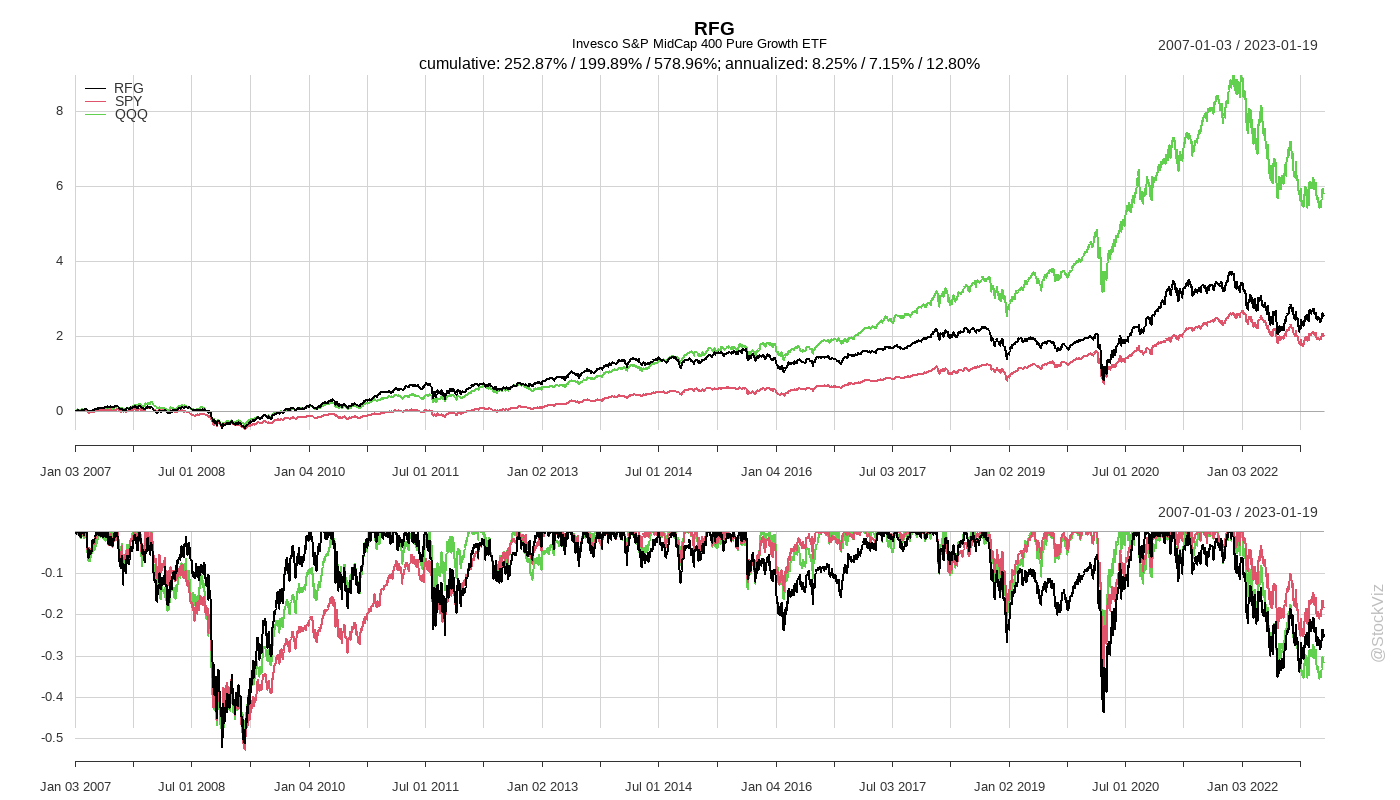 RFG
Invesco S&P MidCap 400 Pure Growth ETF
2007-01-03 / 2023-01-19
cumulative: 252.87% / 199.89% / 578.96%; annualized: 8.25% / 7.15% / 12.80%
RFG
SPY
QQQ
8
6
4
2
0
Jan 03 2007 Jul 01 2008 Jan 04 2010 Jul 01 2011 Jan 02 2013 Jul 01 2014 Jan 04 2016 Jul 03 2017 Jan 02 2019 Jul 01 2020 Jan 03 2022
2007-01-03 / 2023-01-19
-0.1
-0.2
-0.3
-0.4
-0.5
Jan 03 2007 Jul 01 2008 Jan 04 2010 Jul 01 2011 Jan 02 2013 Jul 01 2014 Jan 04 2016 Jul 03 2017 Jan 02 2019 Jul 01 2020 Jan 03 2022
@StockViz